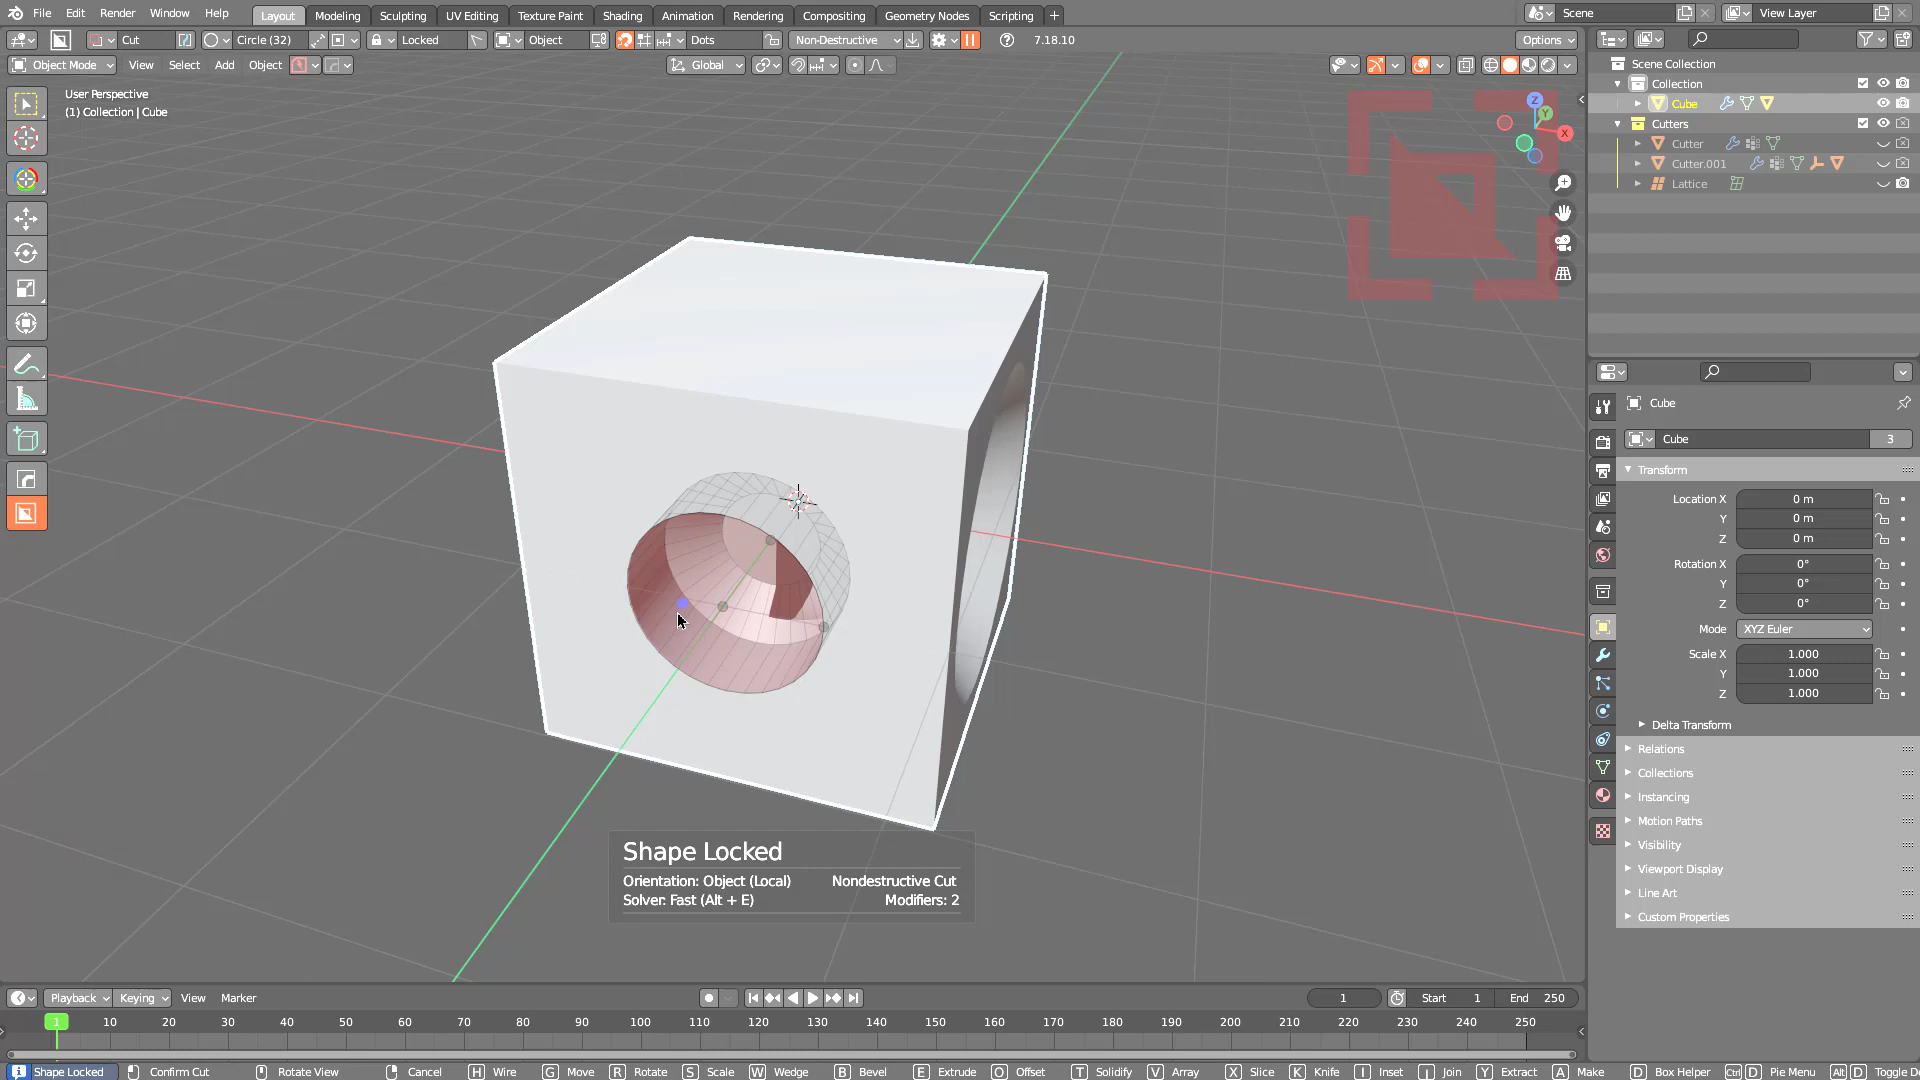 File Edit Render Window Help Layout Modeling Sculpting UV Editing Texture Paint Shading Animation Rendering Compositing Geometry Nodes Scripting + Scene View Layer
Cut Circle (32) Locked Object Dots Non-Destructive 7.18.10 Options
Object Mode View Select Add Object Global
User Perspective
(1) Collection | Cube
Z
Y
X
Scene Collection
Collection
Cube
Cutters
Cutter
Cutter.001
Lattice
Cube
Cube 3
Transform
Location X 0 m
Y 0 m
Z 0 m
Rotation X 0°
Y 0°
Z 0°
Mode XYZ Euler
Scale X 1.000
Y 1.000
Z 1.000
Delta Transform
Relations
Collections
Instancing
Motion Paths
Visibility
Viewport Display
Line Art
Custom Properties
Shape Locked
Orientation: Object (Local) Nondestructive Cut
Solver: Fast (Alt + E) Modifiers: 2
Playback Keying View Marker 1 Start 1 End 250
1 10 20 30 40 50 60 70 80 90 100 110 120 130 140 150 160 170 180 190 200 210 220 230 240 250
Shape Locked Confirm Cut Rotate View Cancel H Wire G Move R Rotate S Scale W Wedge B Bevel E Extrude O Offset T Solidify V Array X Slice K Knife I Inset J Join Y Extract A Make D Box Helper Ctrl D Pie Menu Alt D Toggle D